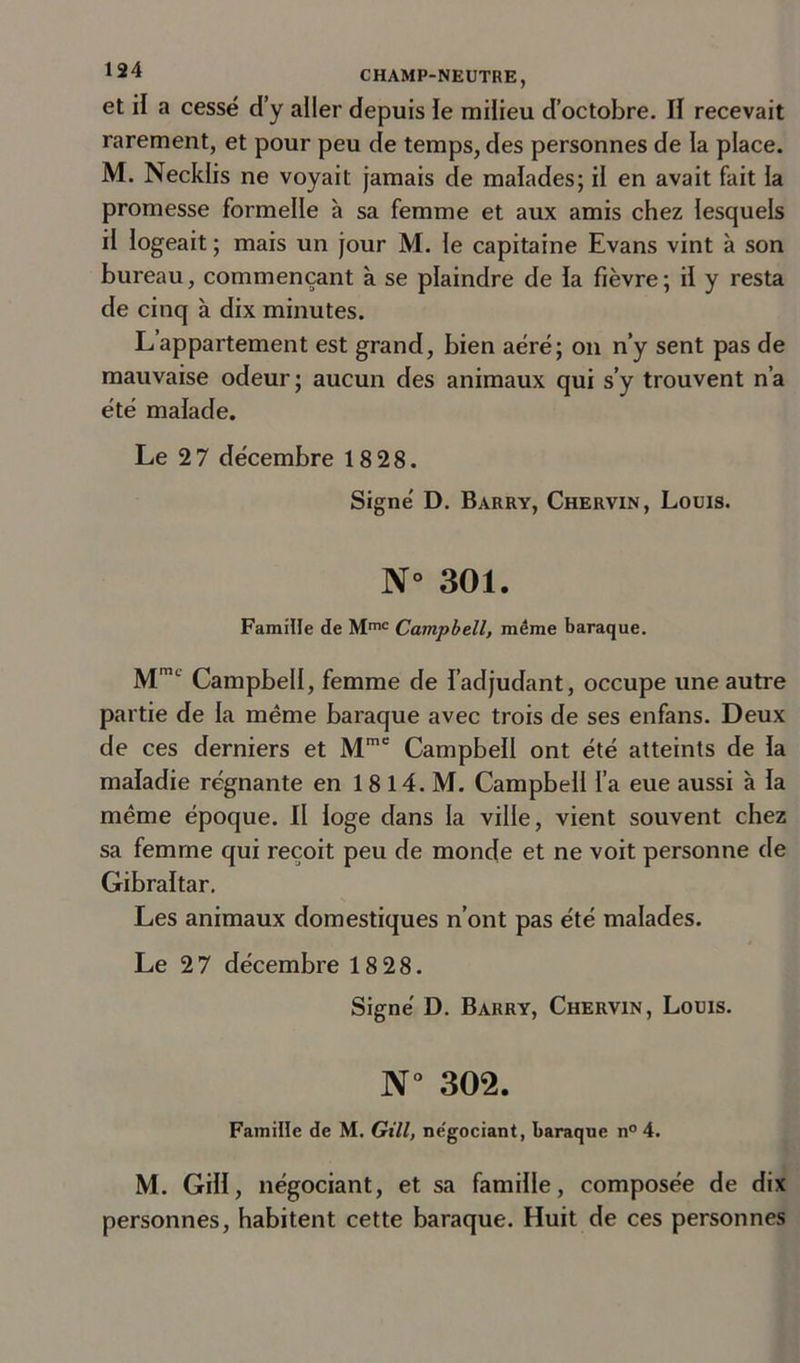 124 CHAMP-NEUTRE,
et il a cessé d'y aller depuis le milieu d'octobre. Il recevait
rarement, et pour peu de temps, des personnes de la place.
M. Necklis ne voyait jamais de malades; il en avait fait la
promesse formelle à sa femme et aux amis chez lesquels
il logeait; mais un jour M. le capitaine Evans vint à son
bureau, commençant à se plaindre de la fièvre; il y resta
de cinq à dix minutes.
L'appartement est grand, bien aéré; on n'y sent pas de
mauvaise odeur; aucun des animaux qui s'y trouvent n'a
été malade.
Le 27 décembre 1828.
Signé D. Barry, Chervin, Louis.
N° 301.
Famille de Mme Campbell, même baraque.
Mme Campbell, femme de l'adjudant, occupe une autre
partie de la même baraque avec trois de ses enfans. Deux
de ces derniers et Mme Campbell ont été atteints de la
maladie régnante en 1814. M. Campbell l'a eue aussi à la
même époque. Il loge dans la ville, vient souvent chez
sa femme qui reçoit peu de monde et ne voit personne de
Gibraltar.
Les animaux domestiques n'ont pas été malades.
Le 27 décembre 1828.
Signé D. Barry, Chervin, Louis.
N° 302.
Famille de M. Gill, négociant, baraque n° 4.
M. Gill, négociant, et sa famille, composée de dix
personnes, habitent cette baraque. Huit de ces personnes